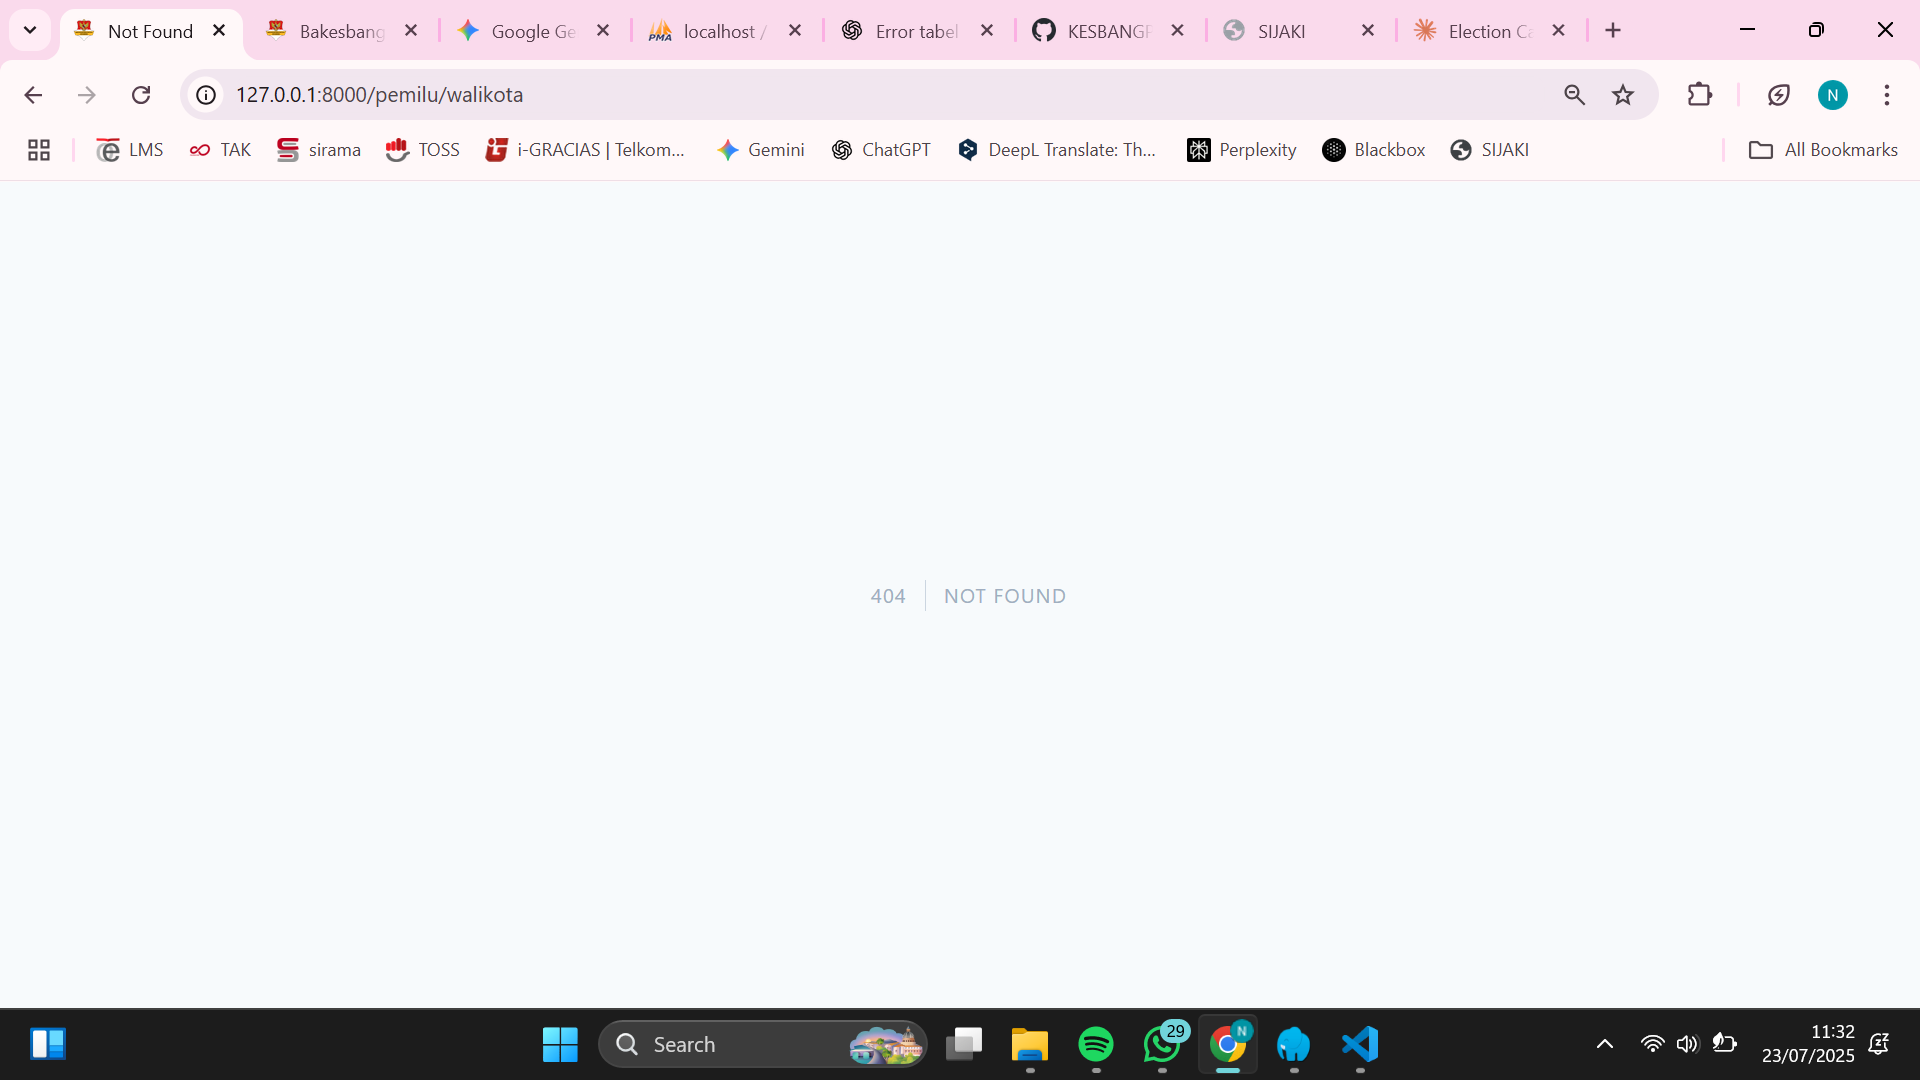 Not Found
Bakesbang
Google Ge
localhost /
Error tabel
KESBANGP
SIJAKI
Election Ca
127.0.0.1:8000/pemilu/walikota
N
LMS
TAK
sirama
TOSS
i-GRACIAS | Telkom...
Gemini
ChatGPT
DeepL Translate: Th...
Perplexity
Blackbox
SIJAKI
All Bookmarks
404
NOT FOUND
Search
29
N
11:32
23/07/2025